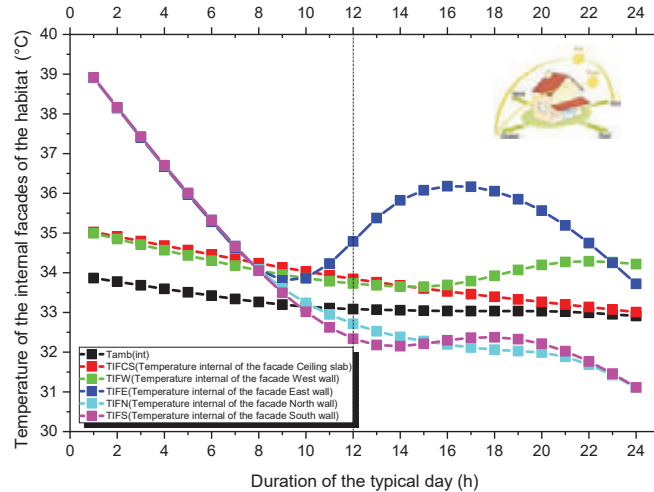 0 2 4 6 8 10 12 14 16 18 20 22 24
40
39
38
37
36
35
34
33
32
31
30
Temperature of the internal facades of the habitat (°C)
Tamb(int)
TIFCS(Temperature internal of the facade Ceiling slab)
TIFW(Temperature internal of the facade West wall)
TIFE(Temperature internal of the facade East wall)
TIFN(Temperature internal of the facade North wall)
TIFS(Temperature internal of the facade South wall)
0 2 4 6 8 10 12 14 16 18 20 22 24
Duration of the typical day (h)